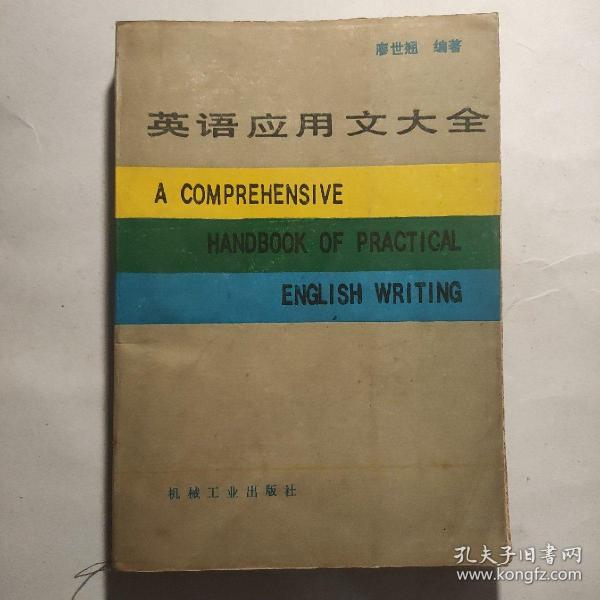 廖世翘 编著
英语应用文大全
A COMPREHENSIVE
HANDBOOK OF PRACTICAL
ENGLISH WRITING
机械工业出版社
孔夫子旧书网
www.kongfz.com